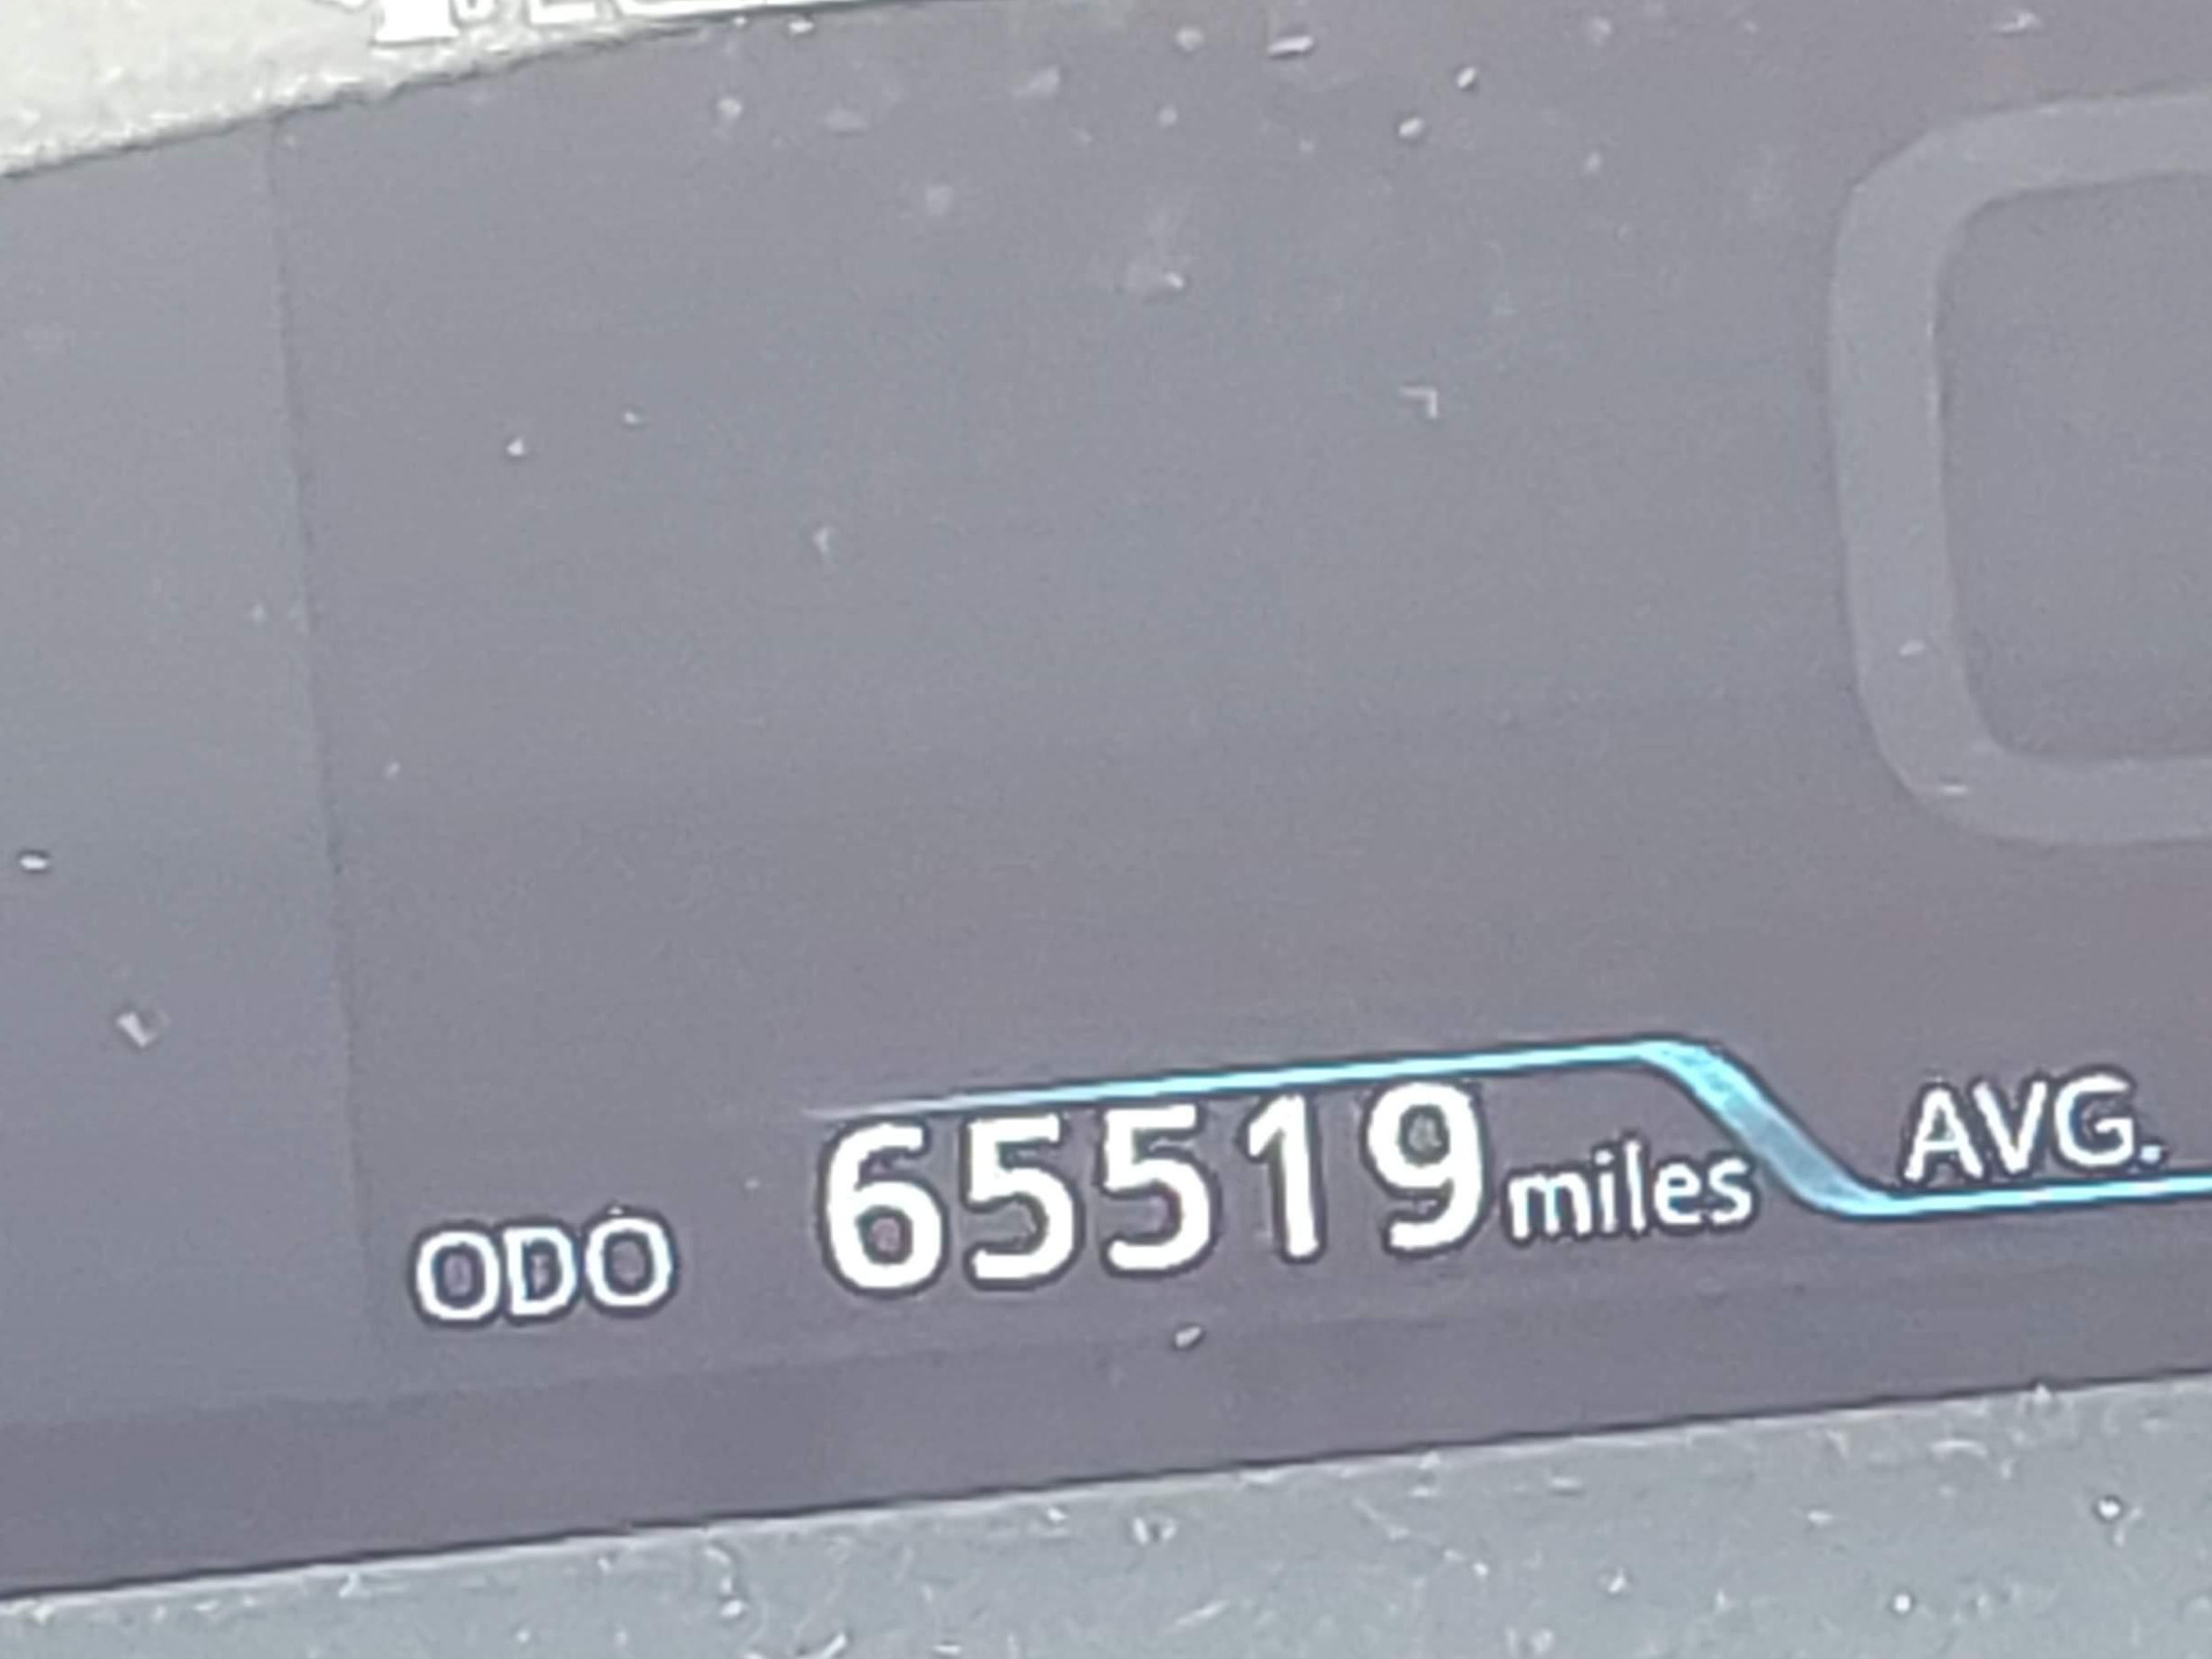 ODO 65519 miles AVG.